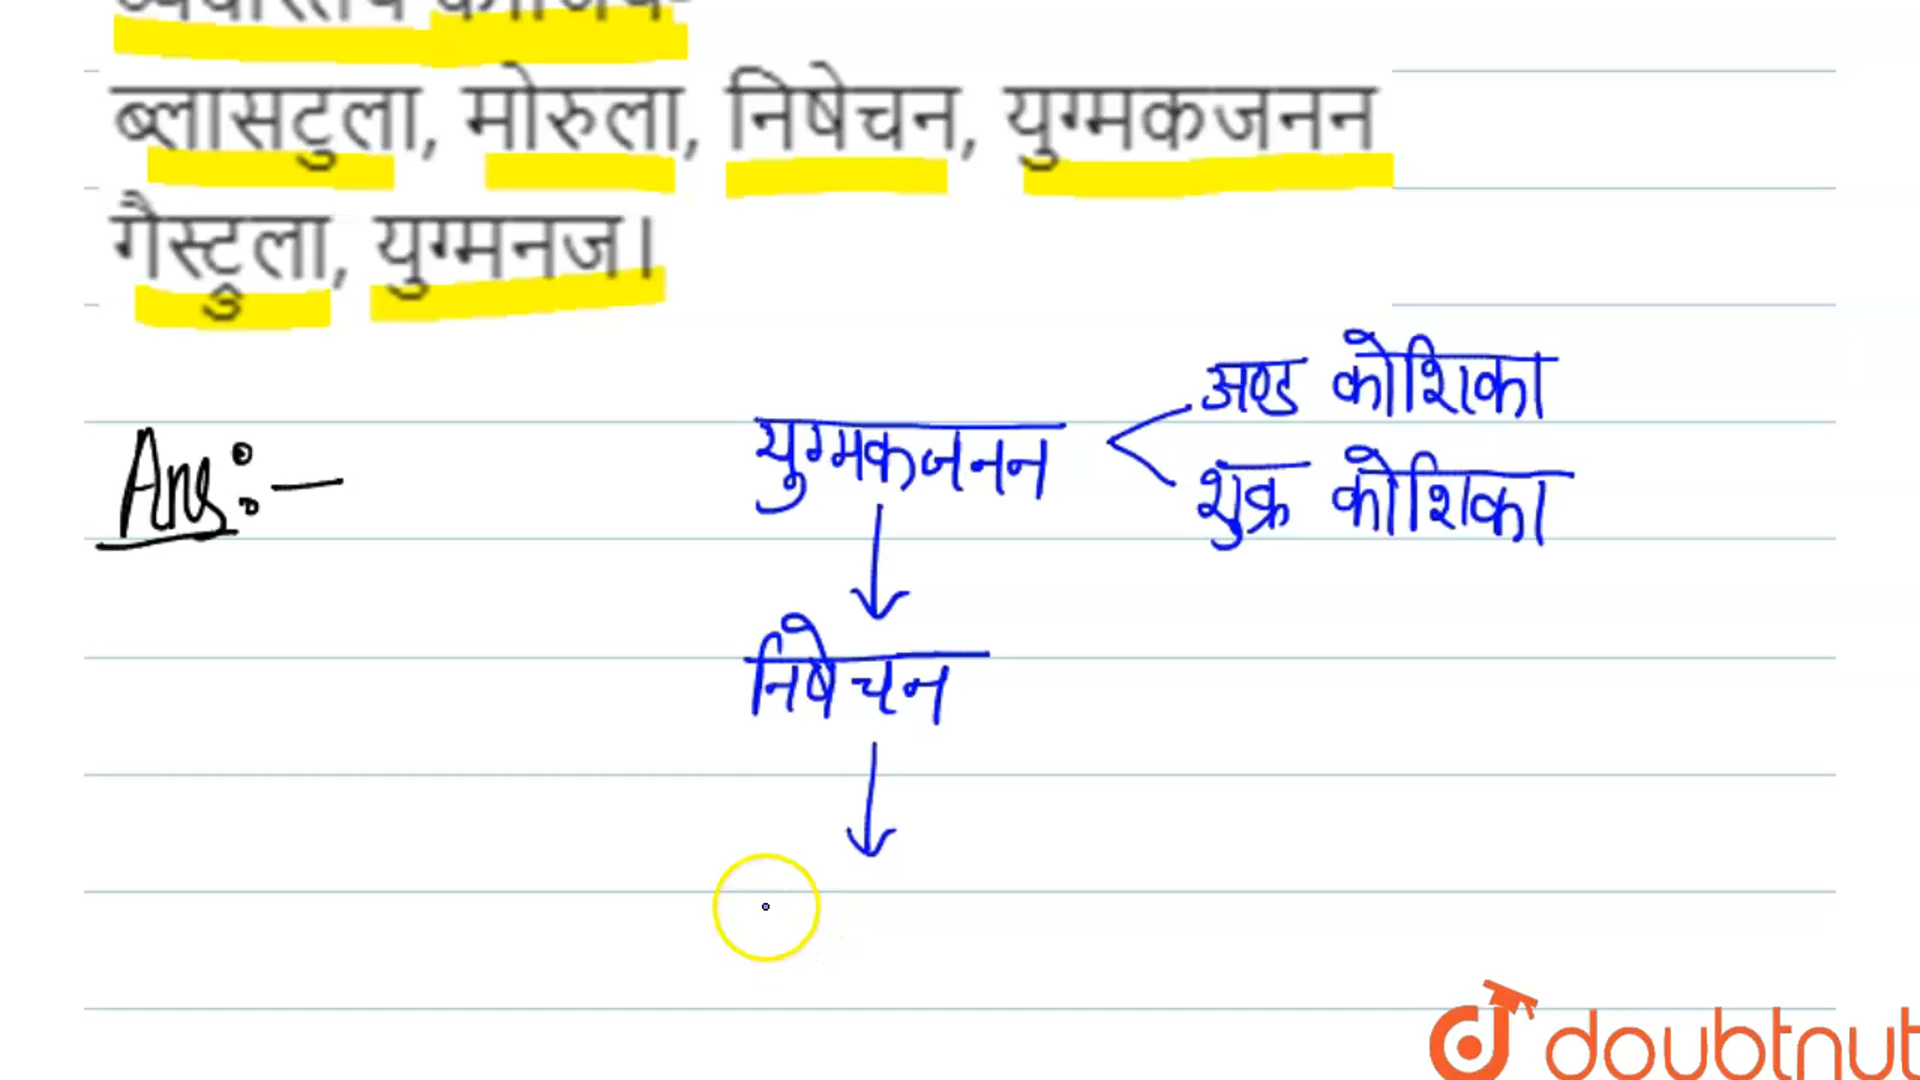 ब्लासटुला, मोरुला, निषेचन, युग्मकजनन
गैस्टुला, युग्मनज।
Ans:-
युग्मकजनन
अण्ड कोशिका
शुक्र कोशिका
निषेचन
doubtnut